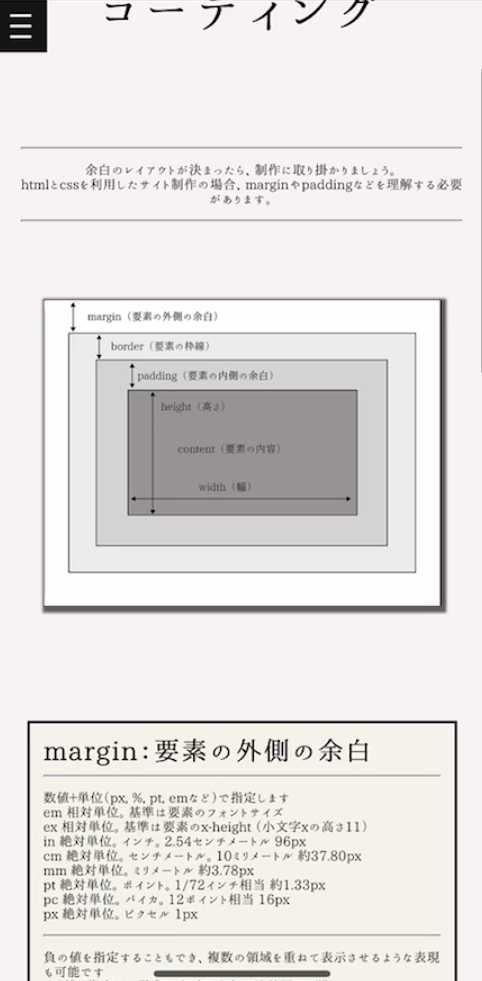 コーディング
余白のレイアウトが決まったら、制作に取り掛かりましょう。
htmlとcssを利用したサイト制作の場合、marginやpaddingなどを理解する必要
があります。
margin（要素の外側の余白）
border（要素の枠線）
padding（要素の内側の余白）
height（高さ）
content（要素の内容）
width（幅）
margin:要素の外側の余白
数値+単位(px, %, pt, emなど)で指定します
em 相対単位。基準は要素のフォントサイズ
ex 相対単位。基準は要素のx-height (小文字xの高さ11)
in 絶対単位。インチ。2.54センチメートル 96px
cm 絶対単位。センチメートル。10ミリメートル 約37.80px
mm 絶対単位。ミリメートル 約3.78px
pt 絶対単位。ポイント。1/72インチ相当 約1.33px
pc 絶対単位。パイカ。12ポイント相当 16px
px 絶対単位。ピクセル 1px
負の値を指定することもでき、複数の領域を重ねて表示させるような表現
も可能です